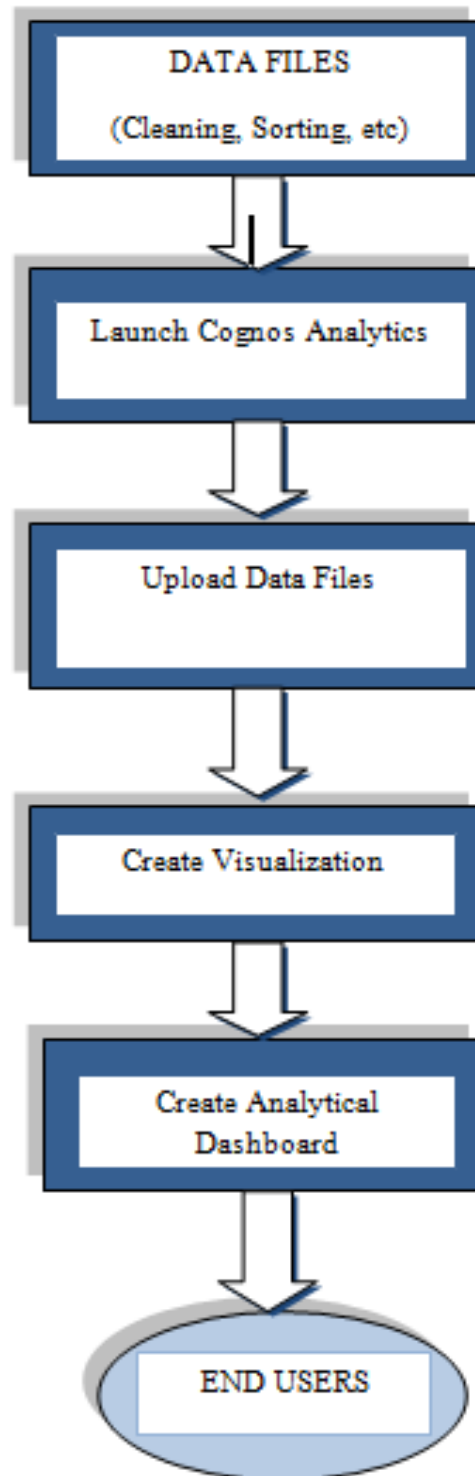 DATA FILES
(Cleaning, Sorting, etc)
Launch Cognos Analytics
Upload Data Files
Create Visualization
Create Analytical
Dashboard
END USERS